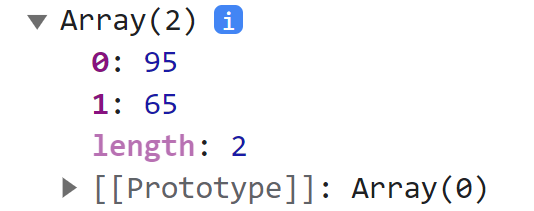 ▼ Array(2) i
0: 95
1: 65
length: 2
▶ [[Prototype]]: Array(0)